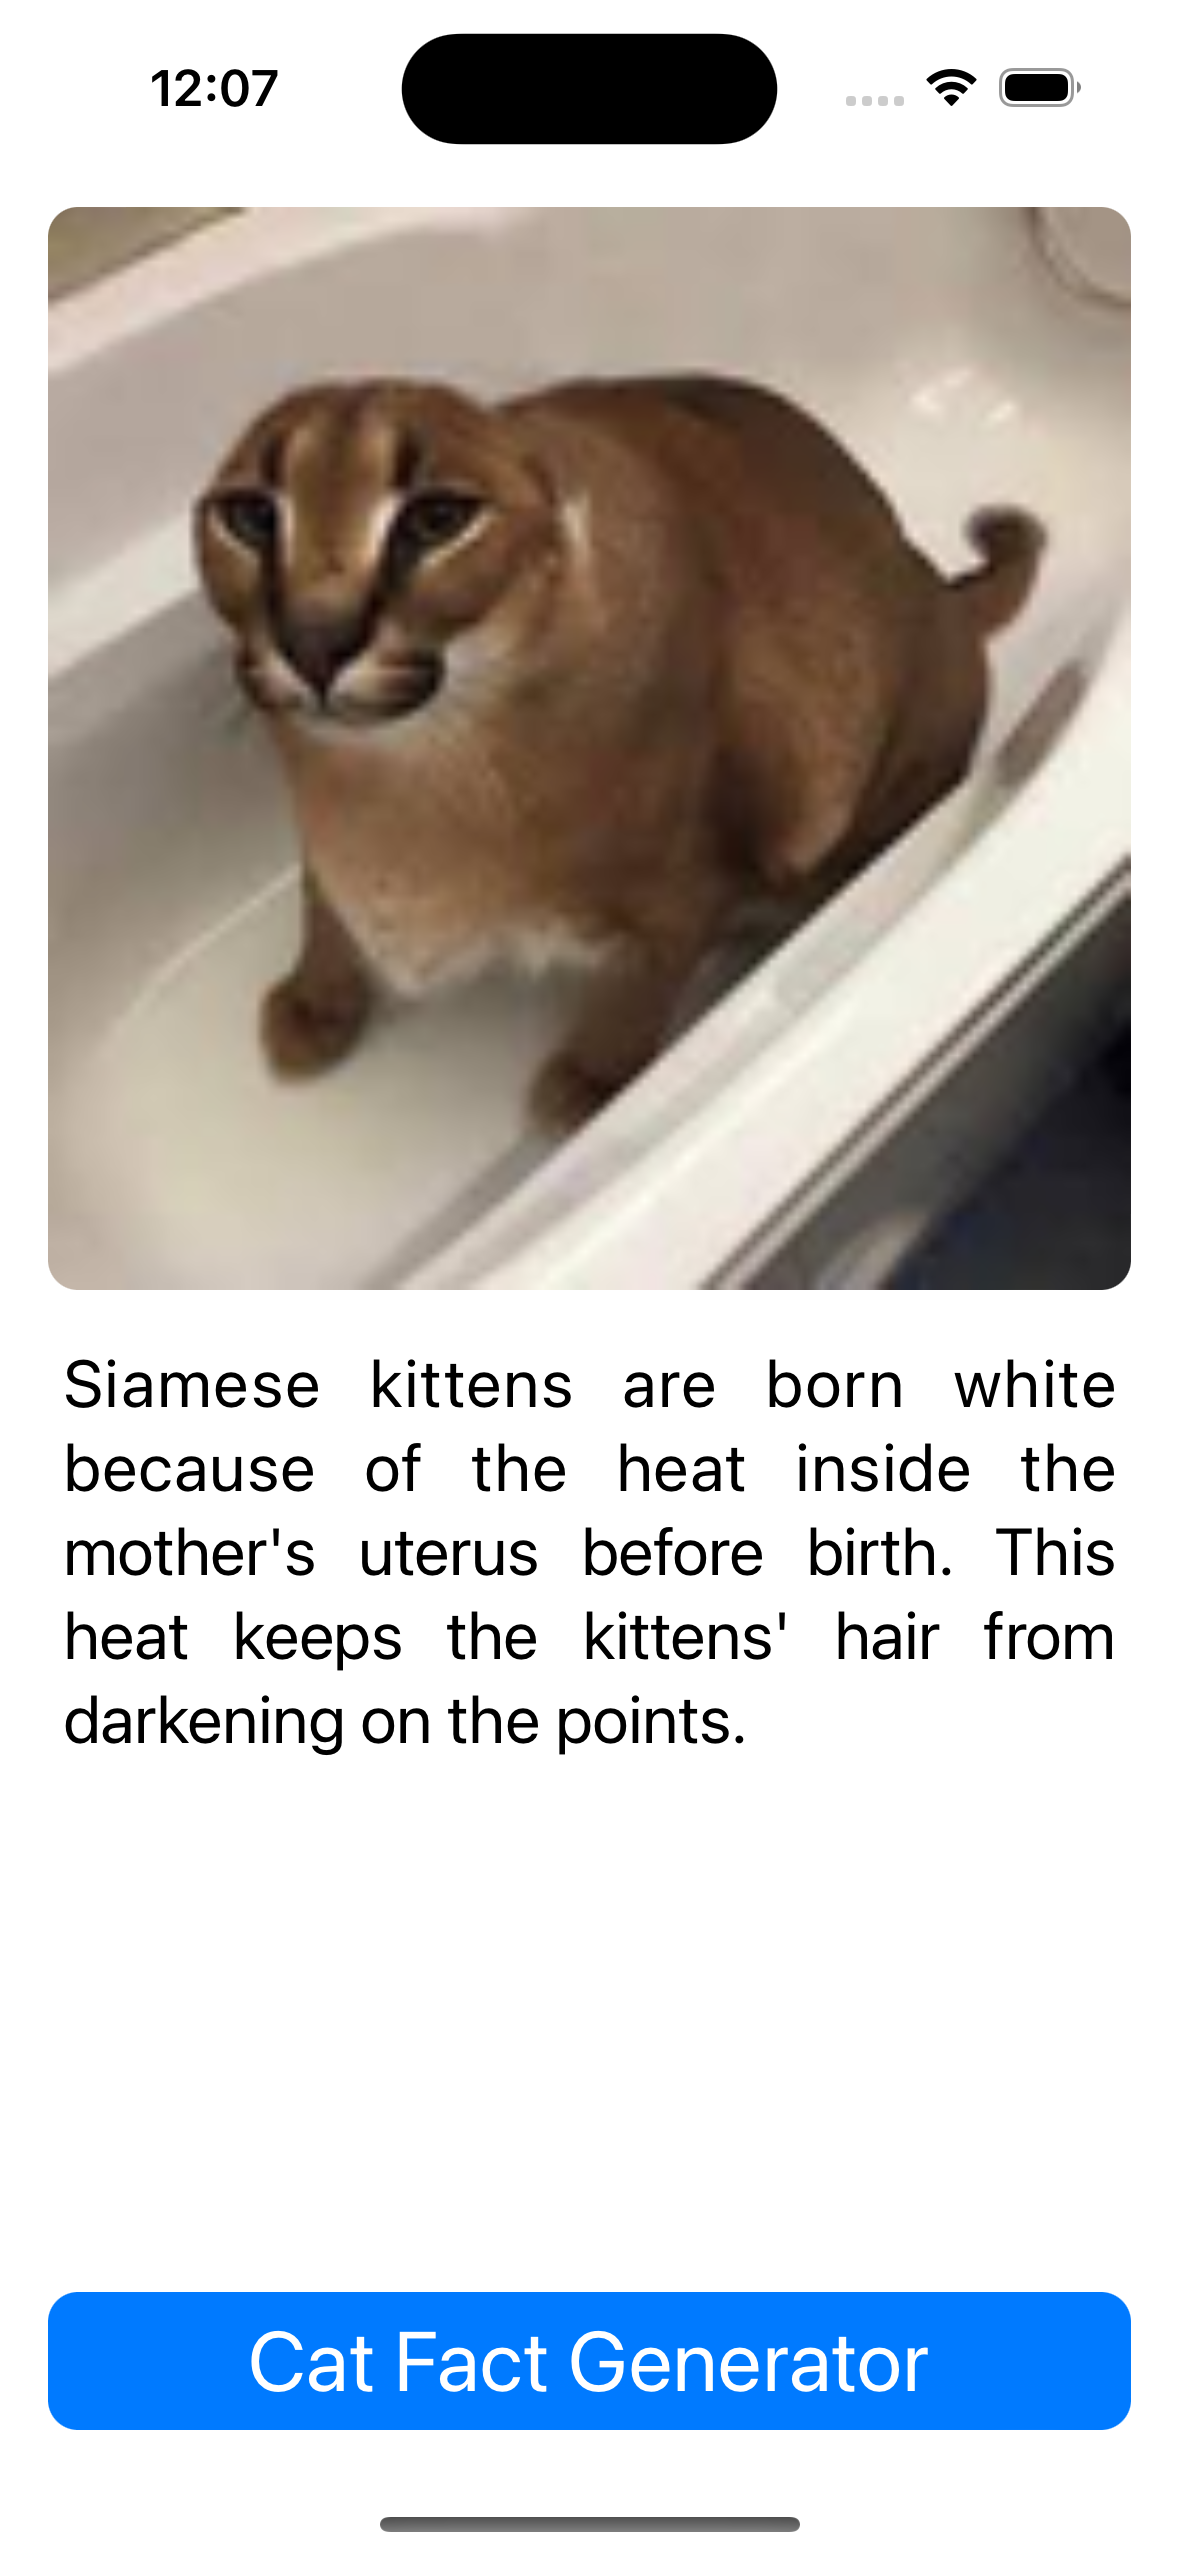 12:07
Siamese kittens are born white
because of the heat inside the
mother's uterus before birth. This
heat keeps the kittens' hair from
darkening on the points.
Cat Fact Generator